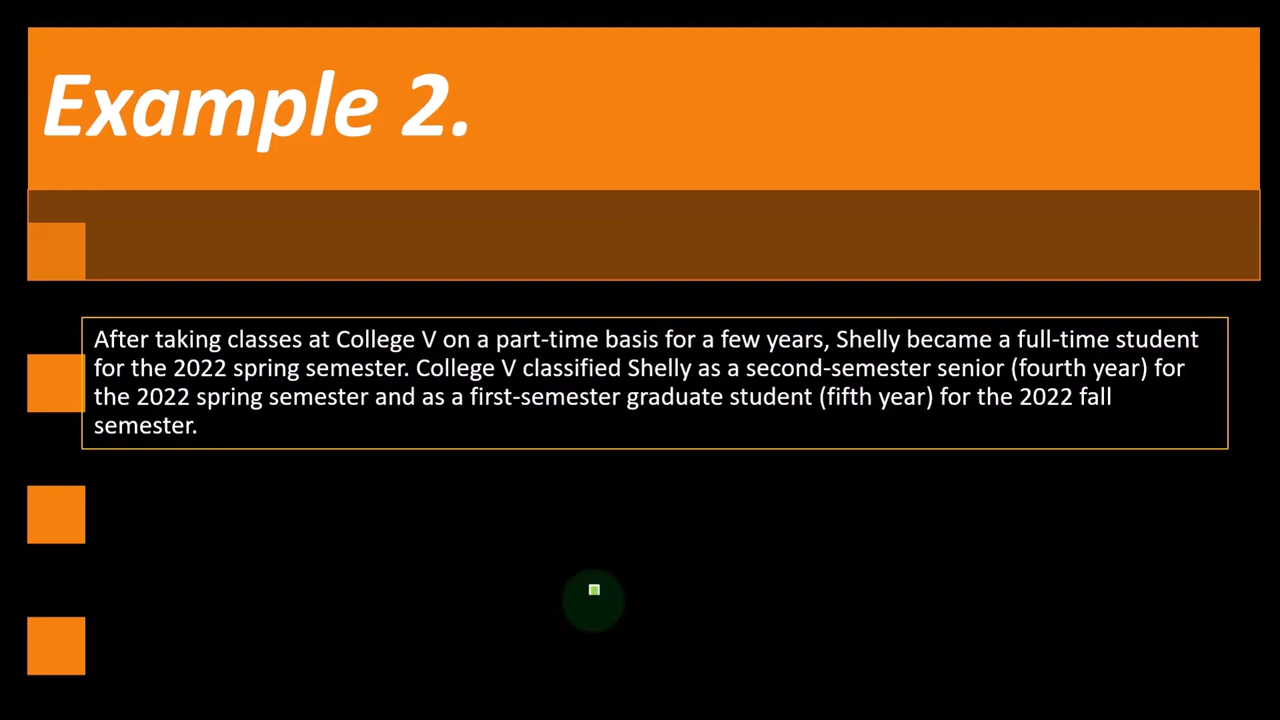 Example 2.
After taking classes at College V on a part-time basis for a few years, Shelly became a full-time student
for the 2022 spring semester. College V classified Shelly as a second-semester senior (fourth year) for
the 2022 spring semester and as a first-semester graduate student (fifth year) for the 2022 fall
semester.